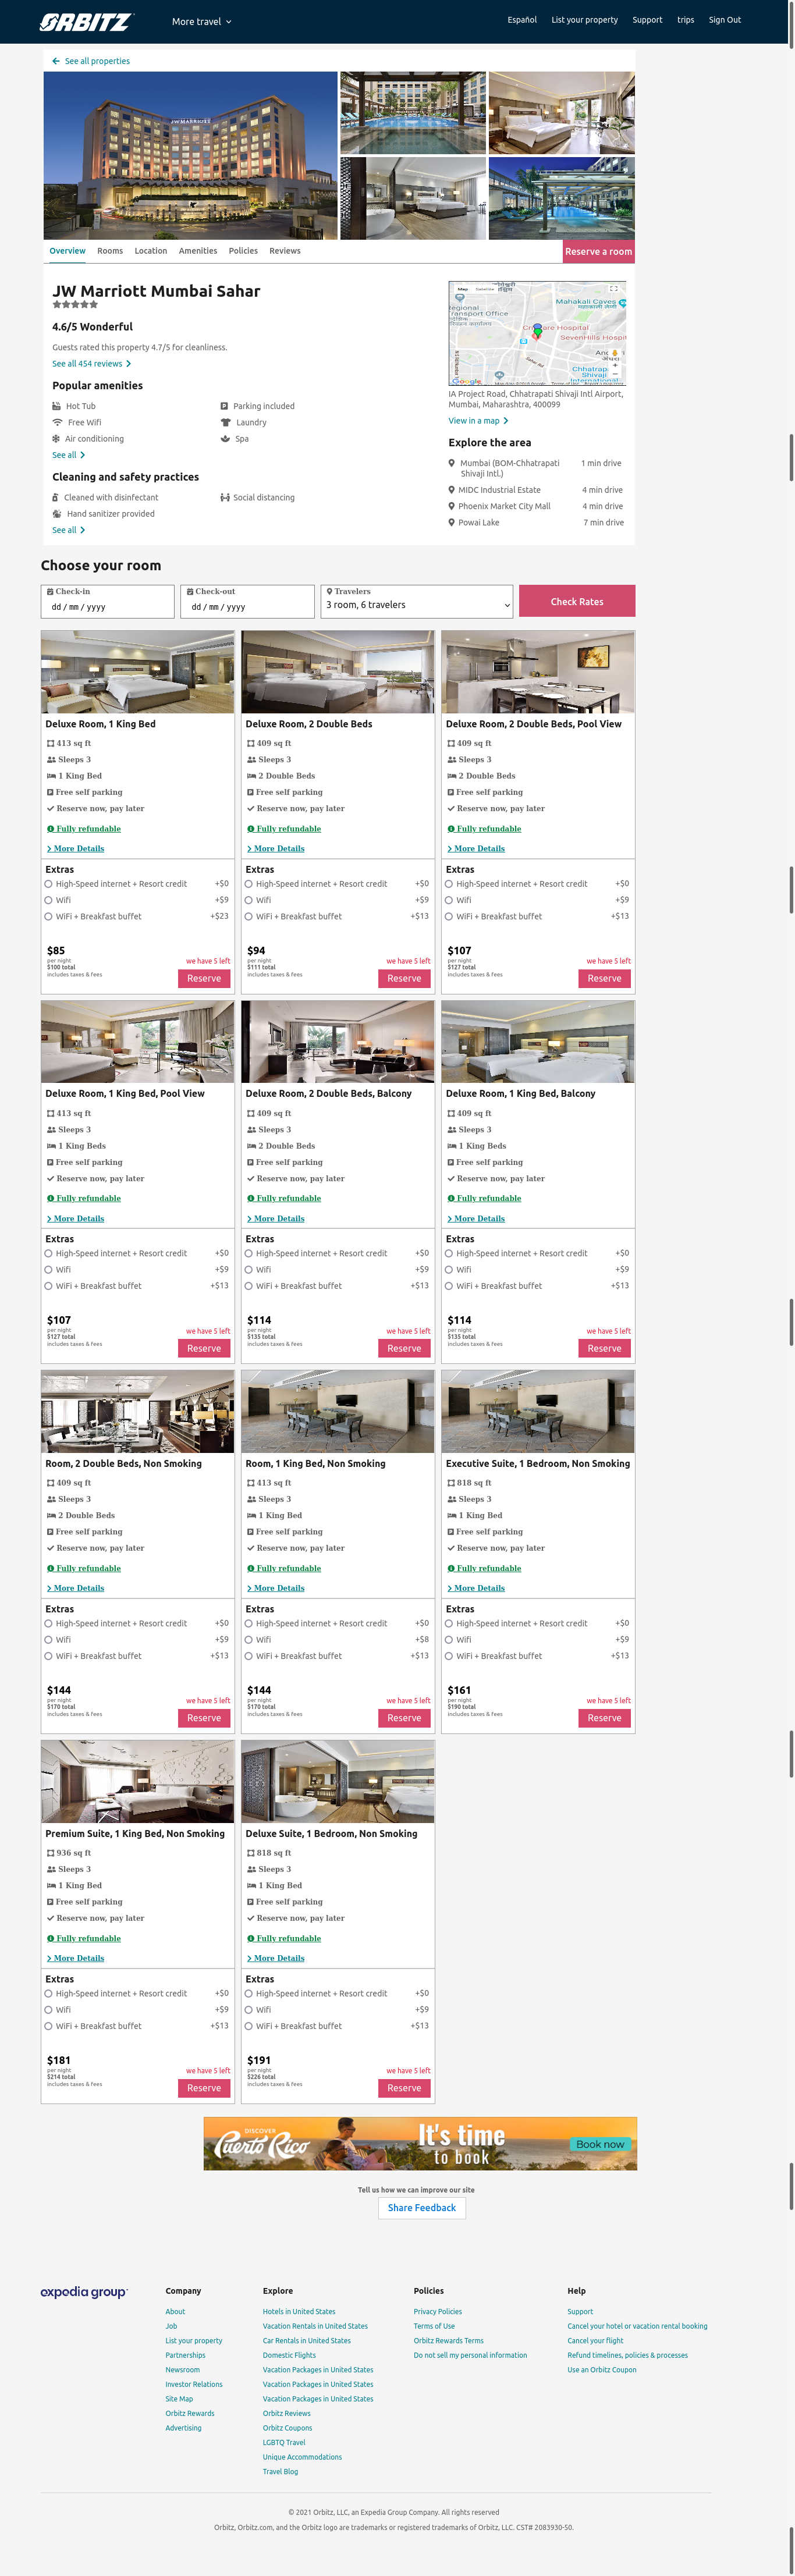 ORBITZ
More travel
Español
List your property
Support
trips
Sign Out
See all properties
JW MARRIOTT
Overview
Rooms
Location
Amenities
Policies
Reviews
Reserve a room
JW Marriott Mumbai Sahar
4.6/5 Wonderful
Guests rated this property 4.7/5 for cleanliness.
See all 454 reviews
Popular amenities
Hot Tub
Parking included
Free Wifi
Laundry
Air conditioning
Spa
See all
Cleaning and safety practices
Cleaned with disinfectant
Social distancing
Hand sanitizer provided
See all
Map
Satellite
Mahakali Caves
Transport Office
SevenHills Hosp
Sahar Rd
Chhatrap
Shivaji
International
Google
IA Project Road, Chhatrapati Shivaji Intl Airport,
Mumbai, Maharashtra, 400099
View in a map
Explore the area
Mumbai (BOM-Chhatrapati
Shivaji Intl.)
1 min drive
MIDC Industrial Estate
4 min drive
Phoenix Market City Mall
4 min drive
Powai Lake
7 min drive
Choose your room
Check-in
dd / mm / yyyy
Check-out
dd / mm / yyyy
Travelers
3 room, 6 travelers
Check Rates
Deluxe Room, 1 King Bed
413 sq ft
Sleeps 3
1 King Bed
Free self parking
Reserve now, pay later
Fully refundable
More Details
Extras
High-Speed internet + Resort credit +$0
Wifi +$9
WiFi + Breakfast buffet +$23
$85
per night
$100 total
includes taxes & fees
we have 5 left
Reserve
Deluxe Room, 2 Double Beds
409 sq ft
Sleeps 3
2 Double Beds
Free self parking
Reserve now, pay later
Fully refundable
More Details
Extras
High-Speed internet + Resort credit +$0
Wifi +$9
WiFi + Breakfast buffet +$13
$94
per night
$111 total
includes taxes & fees
we have 5 left
Reserve
Deluxe Room, 2 Double Beds, Pool View
409 sq ft
Sleeps 3
2 Double Beds
Free self parking
Reserve now, pay later
Fully refundable
More Details
Extras
High-Speed internet + Resort credit +$0
Wifi +$9
WiFi + Breakfast buffet +$13
$107
per night
$127 total
includes taxes & fees
we have 5 left
Reserve
Deluxe Room, 1 King Bed, Pool View
413 sq ft
Sleeps 3
1 King Beds
Free self parking
Reserve now, pay later
Fully refundable
More Details
Extras
High-Speed internet + Resort credit +$0
Wifi +$9
WiFi + Breakfast buffet +$13
$107
per night
$127 total
includes taxes & fees
we have 5 left
Reserve
Deluxe Room, 2 Double Beds, Balcony
409 sq ft
Sleeps 3
2 Double Beds
Free self parking
Reserve now, pay later
Fully refundable
More Details
Extras
High-Speed internet + Resort credit +$0
Wifi +$9
WiFi + Breakfast buffet +$13
$114
per night
$135 total
includes taxes & fees
we have 5 left
Reserve
Deluxe Room, 1 King Bed, Balcony
409 sq ft
Sleeps 3
1 King Beds
Free self parking
Reserve now, pay later
Fully refundable
More Details
Extras
High-Speed internet + Resort credit +$0
Wifi +$9
WiFi + Breakfast buffet +$13
$114
per night
$135 total
includes taxes & fees
we have 5 left
Reserve
Room, 2 Double Beds, Non Smoking
409 sq ft
Sleeps 3
2 Double Beds
Free self parking
Reserve now, pay later
Fully refundable
More Details
Extras
High-Speed internet + Resort credit +$0
Wifi +$9
WiFi + Breakfast buffet +$13
$144
per night
$170 total
includes taxes & fees
we have 5 left
Reserve
Room, 1 King Bed, Non Smoking
413 sq ft
Sleeps 3
1 King Bed
Free self parking
Reserve now, pay later
Fully refundable
More Details
Extras
High-Speed internet + Resort credit +$0
Wifi +$8
WiFi + Breakfast buffet +$13
$144
per night
$170 total
includes taxes & fees
we have 5 left
Reserve
Executive Suite, 1 Bedroom, Non Smoking
818 sq ft
Sleeps 3
1 King Bed
Free self parking
Reserve now, pay later
Fully refundable
More Details
Extras
High-Speed internet + Resort credit +$0
Wifi +$9
WiFi + Breakfast buffet +$13
$161
per night
$190 total
includes taxes & fees
we have 5 left
Reserve
Premium Suite, 1 King Bed, Non Smoking
936 sq ft
Sleeps 3
1 King Bed
Free self parking
Reserve now, pay later
Fully refundable
More Details
Extras
High-Speed internet + Resort credit +$0
Wifi +$9
WiFi + Breakfast buffet +$13
$181
per night
$214 total
includes taxes & fees
we have 5 left
Reserve
Deluxe Suite, 1 Bedroom, Non Smoking
818 sq ft
Sleeps 3
1 King Bed
Free self parking
Reserve now, pay later
Fully refundable
More Details
Extras
High-Speed internet + Resort credit +$0
Wifi +$9
WiFi + Breakfast buffet +$13
$191
per night
$226 total
includes taxes & fees
we have 5 left
Reserve
DISCOVER
Puerto Rico
It's time
to book
Book now
Tell us how we can improve our site
Share Feedback
expedia group
Company
About
Job
List your property
Partnerships
Newsroom
Investor Relations
Site Map
Orbitz Rewards
Advertising
Explore
Hotels in United States
Vacation Rentals in United States
Car Rentals in United States
Domestic Flights
Vacation Packages in United States
Vacation Packages in United States
Vacation Packages in United States
Orbitz Reviews
Orbitz Coupons
LGBTQ Travel
Unique Accommodations
Travel Blog
Policies
Privacy Policies
Terms of Use
Orbitz Rewards Terms
Do not sell my personal information
Help
Support
Cancel your hotel or vacation rental booking
Cancel your flight
Refund timelines, policies & processes
Use an Orbitz Coupon
© 2021 Orbitz, LLC, an Expedia Group Company. All rights reserved
Orbitz, Orbitz.com, and the Orbitz logo are trademarks or registered trademarks of Orbitz, LLC. CST# 2083930-50.